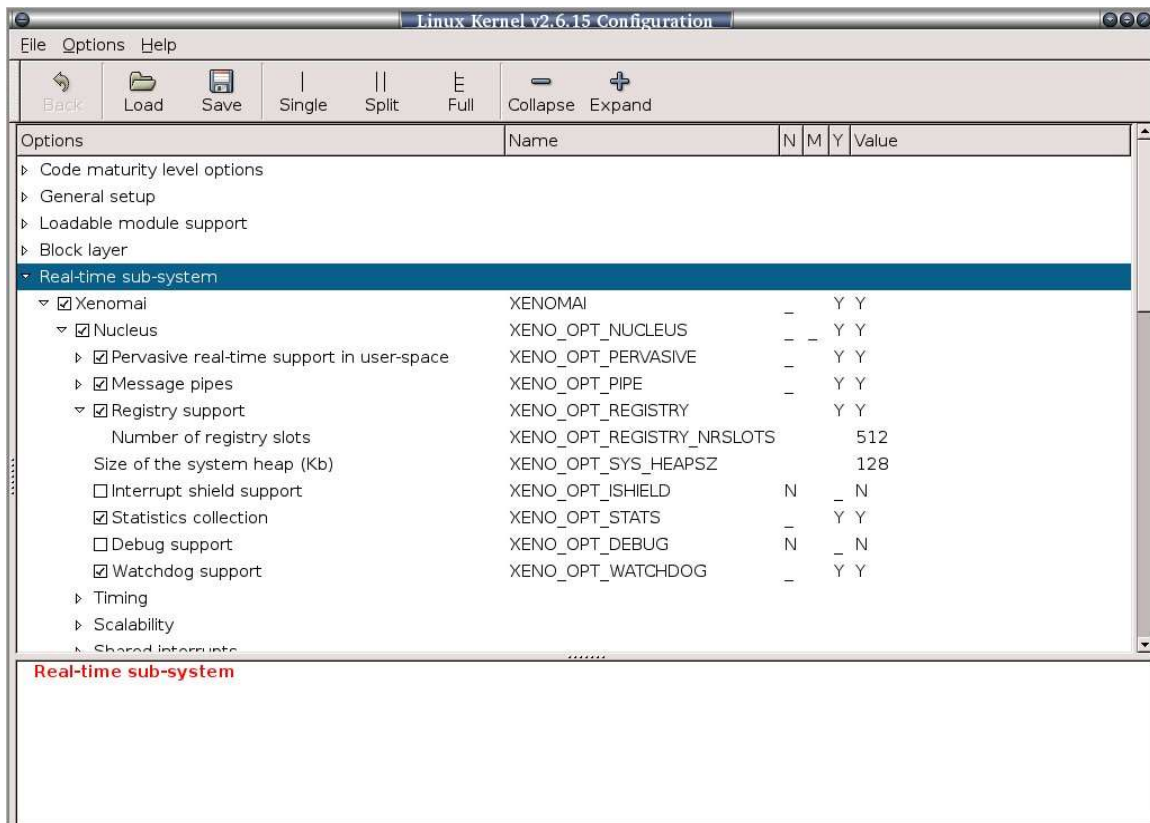 Linux Kernel v2.6.15 Configuration
File Options Help
Back Load Save Single Split Full Collapse Expand
Options Name N M Y Value
Code maturity level options
General setup
Loadable module support
Block layer
Real-time sub-system
Xenomai XENOMAI _ Y Y
Nucleus XENO_OPT_NUCLEUS _ _ Y Y
Pervasive real-time support in user-space XENO_OPT_PERVASIVE _ Y Y
Message pipes XENO_OPT_PIPE _ Y Y
Registry support XENO_OPT_REGISTRY Y Y
Number of registry slots XENO_OPT_REGISTRY_NRSLOTS 512
Size of the system heap (Kb) XENO_OPT_SYS_HEAPSZ 128
Interrupt shield support XENO_OPT_ISHIELD N _ N
Statistics collection XENO_OPT_STATS _ Y Y
Debug support XENO_OPT_DEBUG N _ N
Watchdog support XENO_OPT_WATCHDOG _ Y Y
Timing
Scalability
Shared interrupts
Real-time sub-system